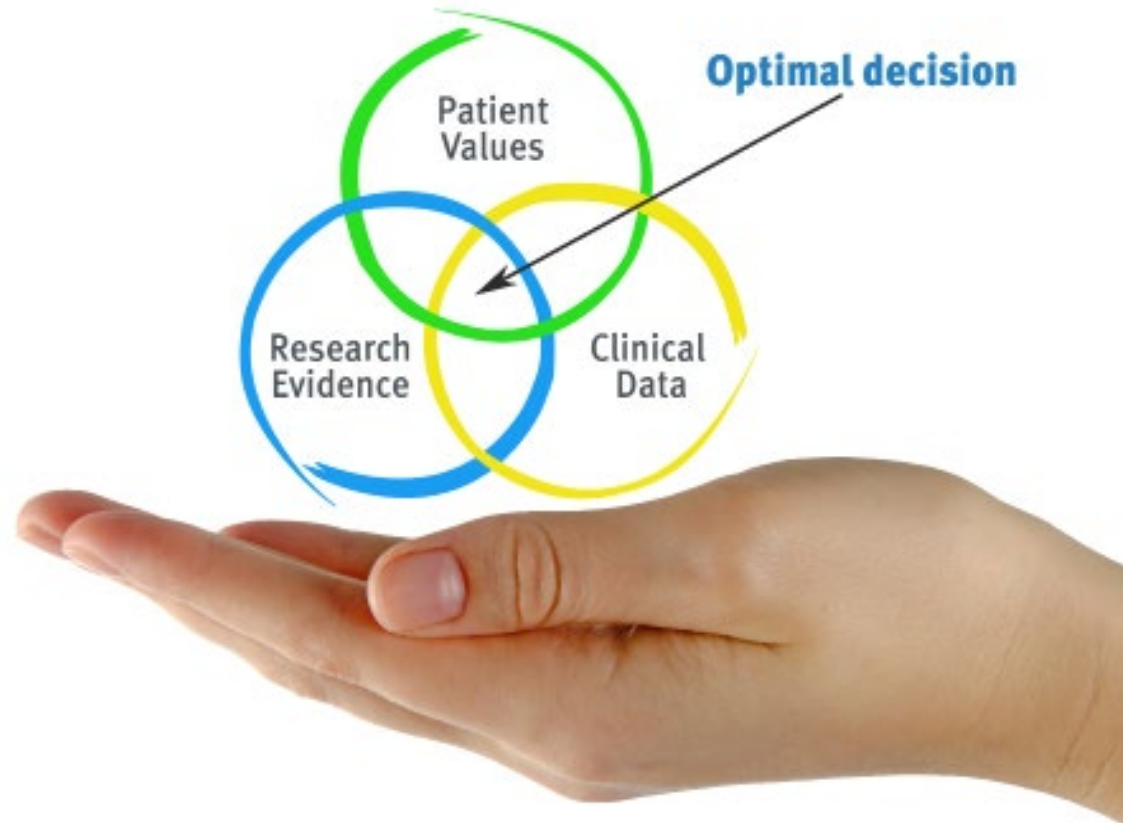 Optimal decision
Patient
Values
Research
Evidence
Clinical
Data